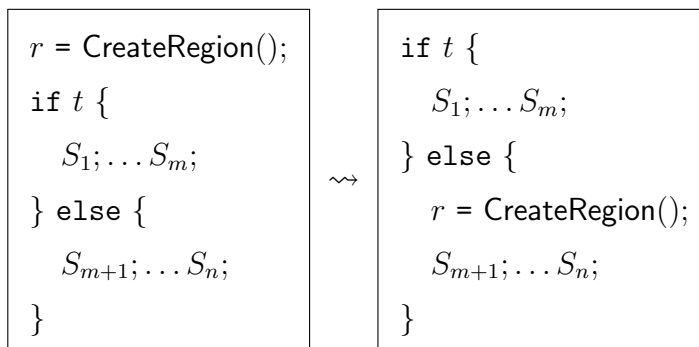 r = CreateRegion();
if t {
S₁; … Sₘ;
} else {
Sₘ₊₁; … Sₙ;
}
⇝
if t {
S₁; … Sₘ;
} else {
r = CreateRegion();
Sₘ₊₁; … Sₙ;
}